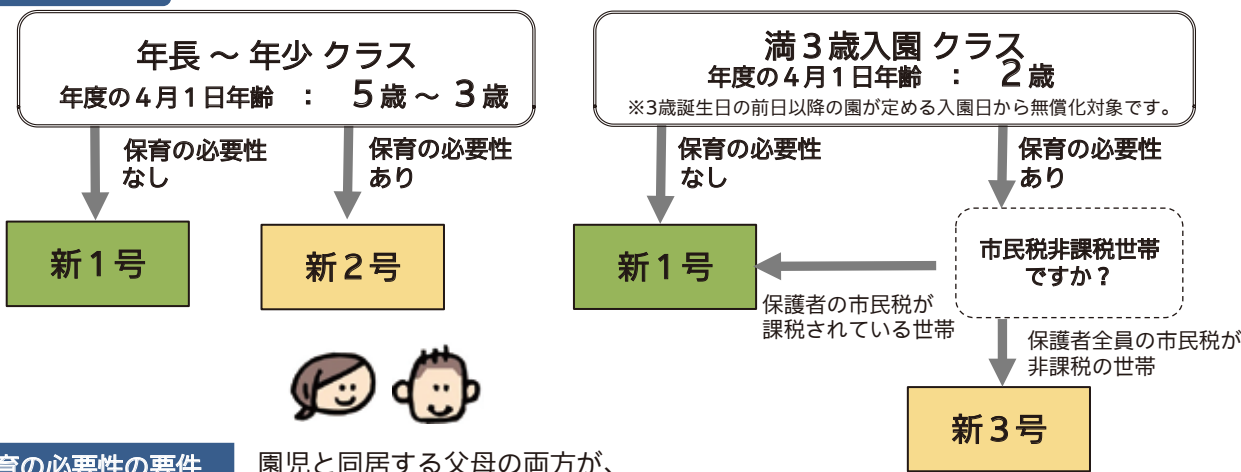 年長 ～ 年少 クラス
年度の４月１日年齢 ： ５歳～３歳
保育の必要性
なし
保育の必要性
あり
新１号
新２号
満３歳入園 クラス
年度の４月１日年齢 ： ２歳
※3歳誕生日の前日以降の園が定める入園日から無償化対象です。
保育の必要性
なし
保育の必要性
あり
新１号
市民税非課税世帯
ですか？
保護者の市民税が
課税されている世帯
保護者全員の市民税が
非課税の世帯
新３号
育の必要性の要件
園児と同居する父母の両方が、